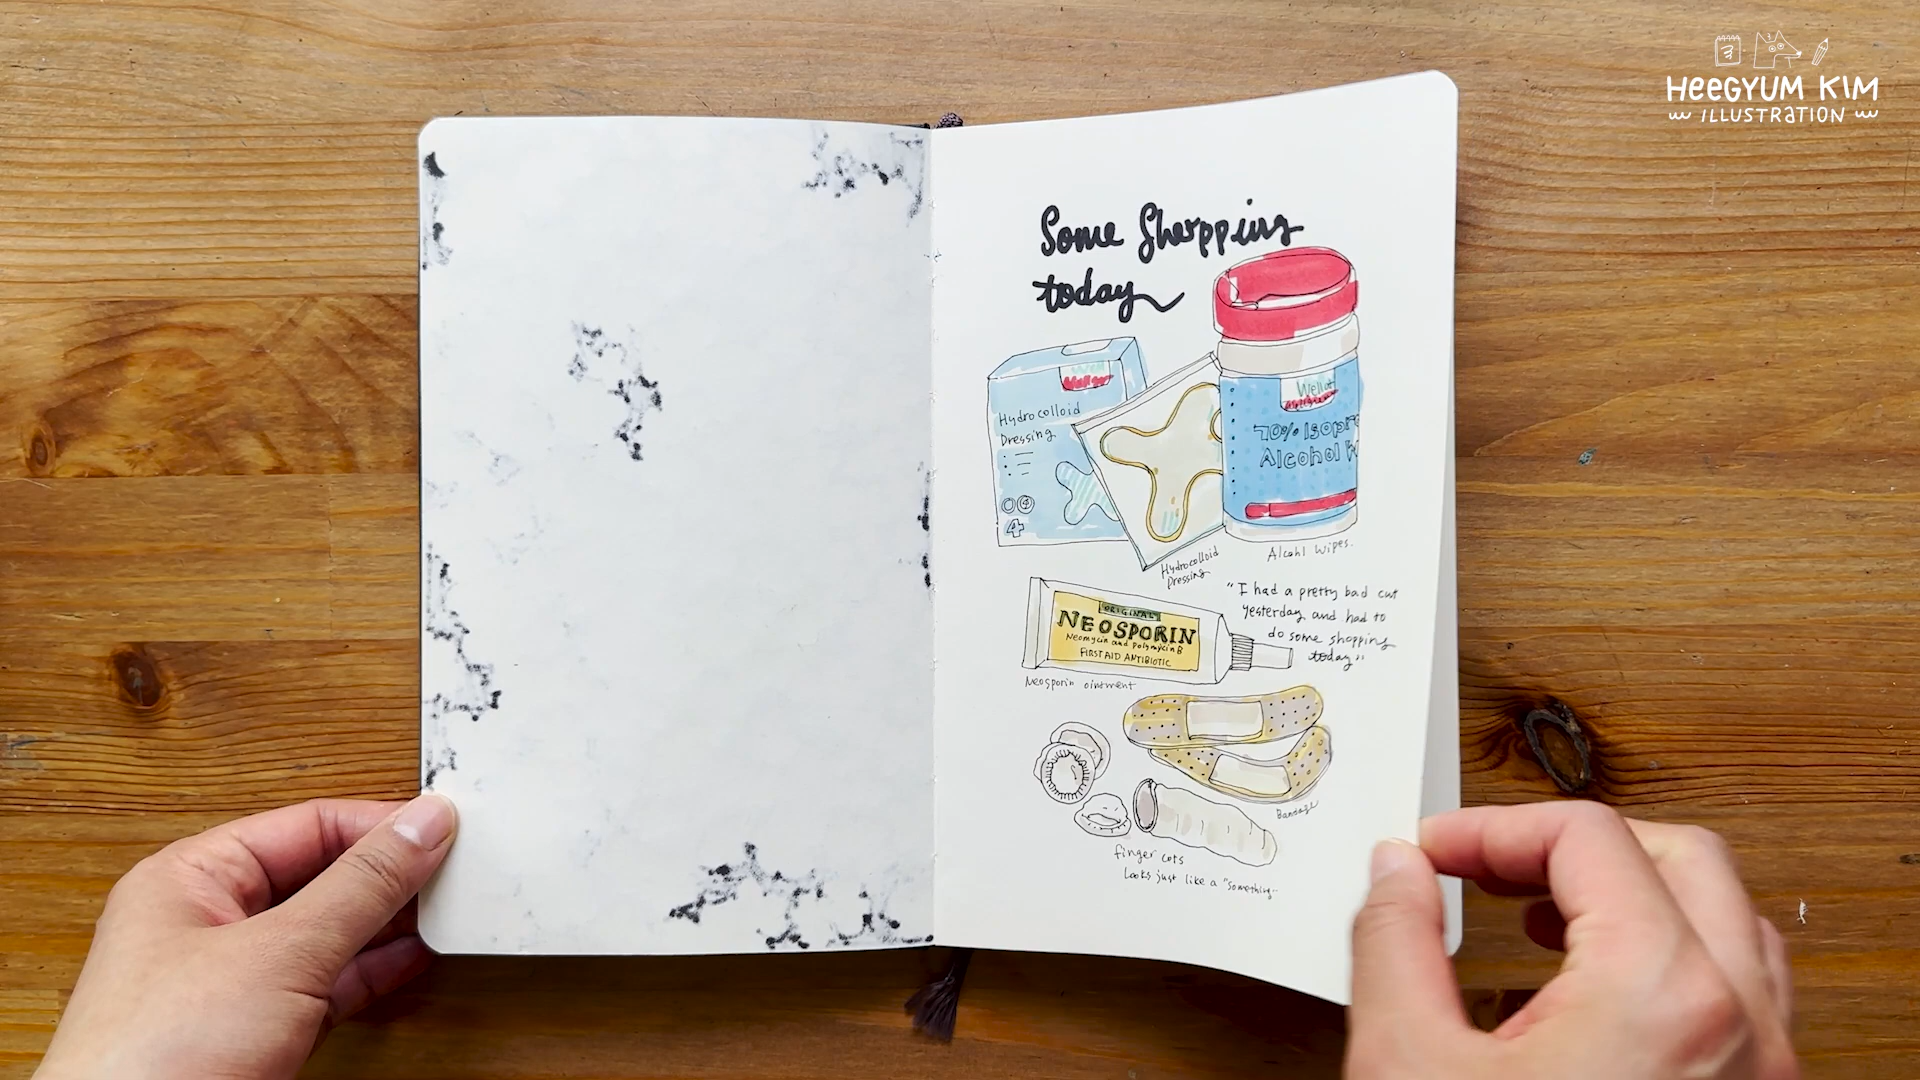 HEEGYUM KIM
ILLUSTRATION
Some Shopping
today
Hydrocolloid
Dressing
4
Well
70% Isopr
Alcohol W
Hydrocolloid
Dressing
Alcohl Wipes.
"I had a pretty bad cut
yesterday and had to
do some shopping
today"
ORIGINAL
NEOSPORIN
Neomycin and Polymycin B
FIRST AID ANTIBIOTIC
Neosporin ointment
Bandage
finger cots
Looks just like a "something..